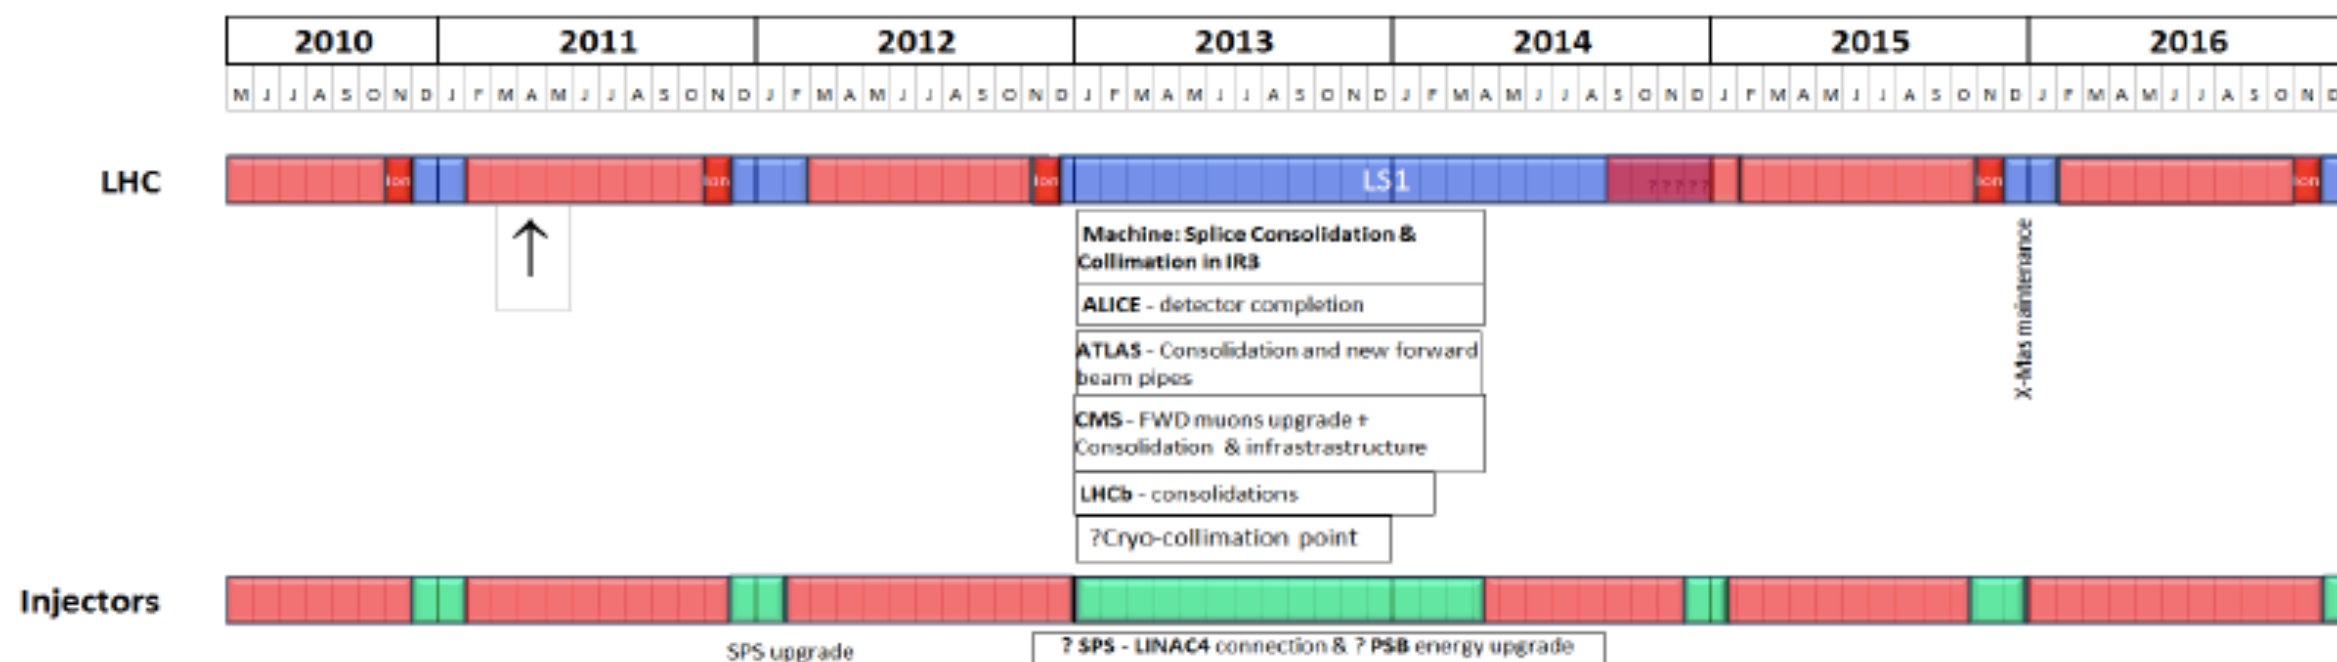 2010 2011 2012 2013 2014 2015 2016
M J J A S O N D J F M A M J J A S O N D J F M A M J J A S O N D J F M A M J J A S O N D J F M A M J J A S O N D J F M A M J J A S O N D J F M A M J J A S O N D
LHC Ion Ion Ion LS1 ????? Ion Ion
Machine: Splice Consolidation &
Collimation in IR3
ALICE - detector completion
ATLAS - Consolidation and new forward
beam pipes
CMS - FWD muons upgrade +
Consolidation & infrastrastructure
LHCb - consolidations
?Cryo-collimation point
X-Mas maintenance
Injectors
SPS upgrade
? SPS - LINAC4 connection & ? PSB energy upgrade